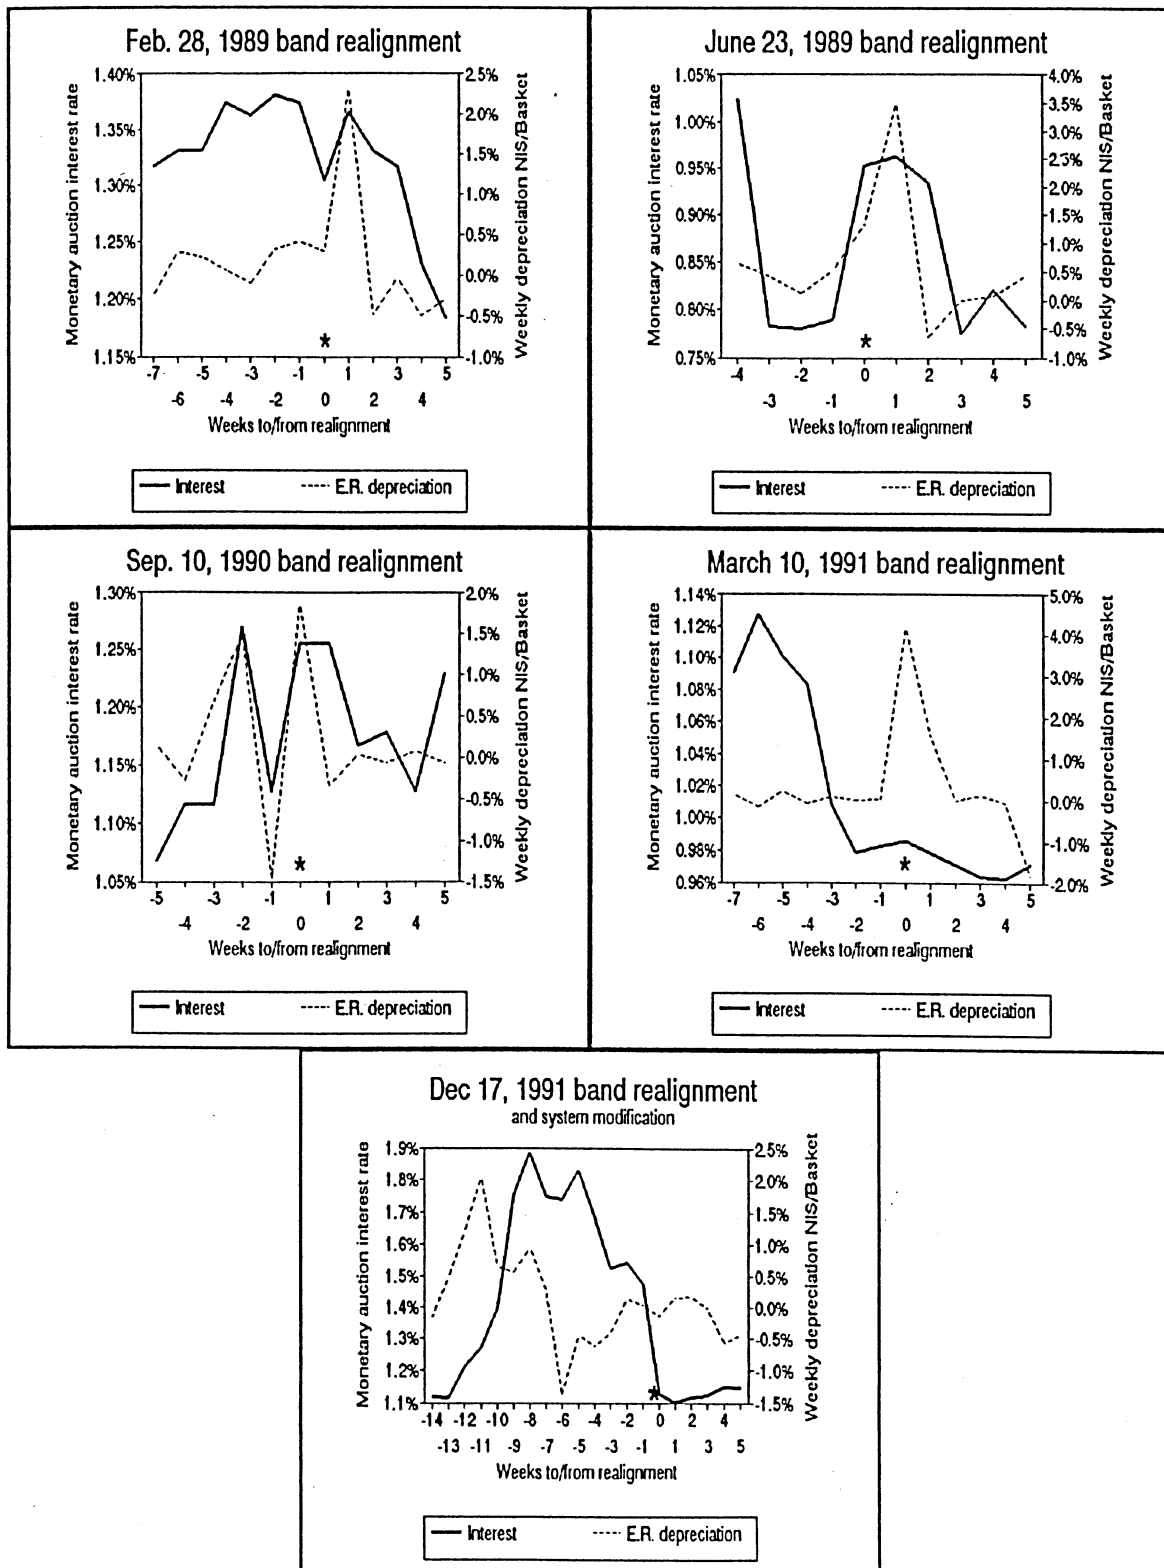 Feb. 28, 1989 band realignment
Monetary auction interest rate
1.40%
1.35%
1.30%
1.25%
1.20%
1.15%
2.5%
2.0%
1.5%
1.0%
0.5%
0.0%
-0.5%
-1.0%
Weekly depreciation NIS/Basket
*
-7 -5 -3 -1 1 3 5
-6 -4 -2 0 2 4
Weeks to/from realignment
Interest E.R. depreciation
June 23, 1989 band realignment
Monetary auction interest rate
1.05%
1.00%
0.95%
0.90%
0.85%
0.80%
0.75%
4.0%
3.5%
3.0%
2.5%
2.0%
1.5%
1.0%
0.5%
0.0%
-0.5%
-1.0%
Weekly depreciation NIS/Basket
*
-4 -2 0 2 4
-3 -1 1 3 5
Weeks to/from realignment
Interest E.R. depreciation
Sep. 10, 1990 band realignment
Monetary auction interest rate
1.30%
1.25%
1.20%
1.15%
1.10%
1.05%
2.0%
1.5%
1.0%
0.5%
0.0%
-0.5%
-1.0%
-1.5%
Weekly depreciation NIS/Basket
*
-5 -3 -1 1 3 5
-4 -2 0 2 4
Weeks to/from realignment
Interest E.R. depreciation
March 10, 1991 band realignment
Monetary auction interest rate
1.14%
1.12%
1.10%
1.08%
1.06%
1.04%
1.02%
1.00%
0.98%
0.96%
5.0%
4.0%
3.0%
2.0%
1.0%
0.0%
-1.0%
-2.0%
Weekly depreciation NIS/Basket
*
-7 -5 -3 -1 1 3 5
-6 -4 -2 0 2 4
Weeks to/from realignment
Interest E.R. depreciation
Dec 17, 1991 band realignment
and system modification
Monetary auction interest rate
1.9%
1.8%
1.7%
1.6%
1.5%
1.4%
1.3%
1.2%
1.1%
2.5%
2.0%
1.5%
1.0%
0.5%
0.0%
-0.5%
-1.0%
-1.5%
Weekly depreciation NIS/Basket
*
-14 -12 -10 -8 -6 -4 -2 0 2 4
-13 -11 -9 -7 -5 -3 -1 1 3 5
Weeks to/from realignment
Interest E.R. depreciation